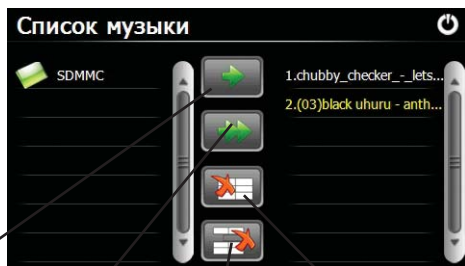 Список музыки
SDMMC
1.chubby_checker_-_lets...
2.(03)black uhuru - anth...